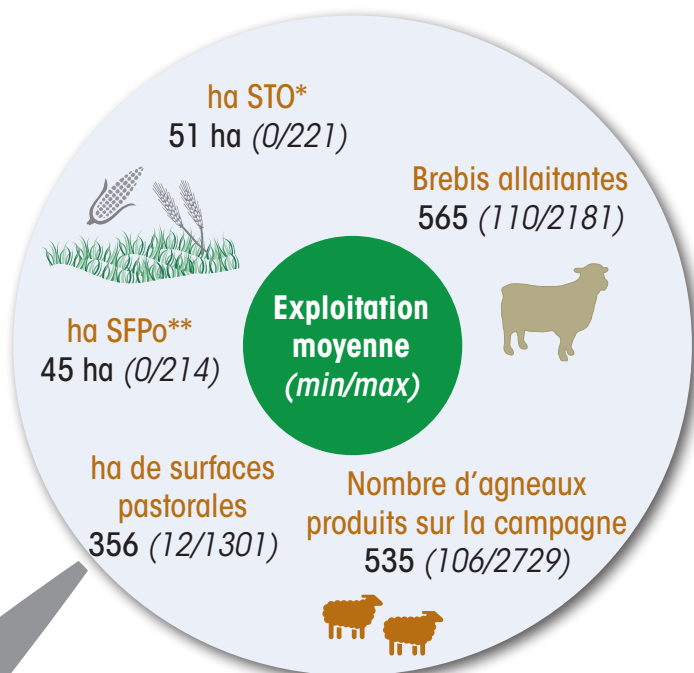 ha STO*
51 ha (0/221)
Brebis allaitantes
565 (110/2181)
Exploitation
moyenne
(min/max)
ha SFPo**
45 ha (0/214)
ha de surfaces
pastorales
356 (12/1301)
Nombre d’agneaux
produits sur la campagne
535 (106/2729)